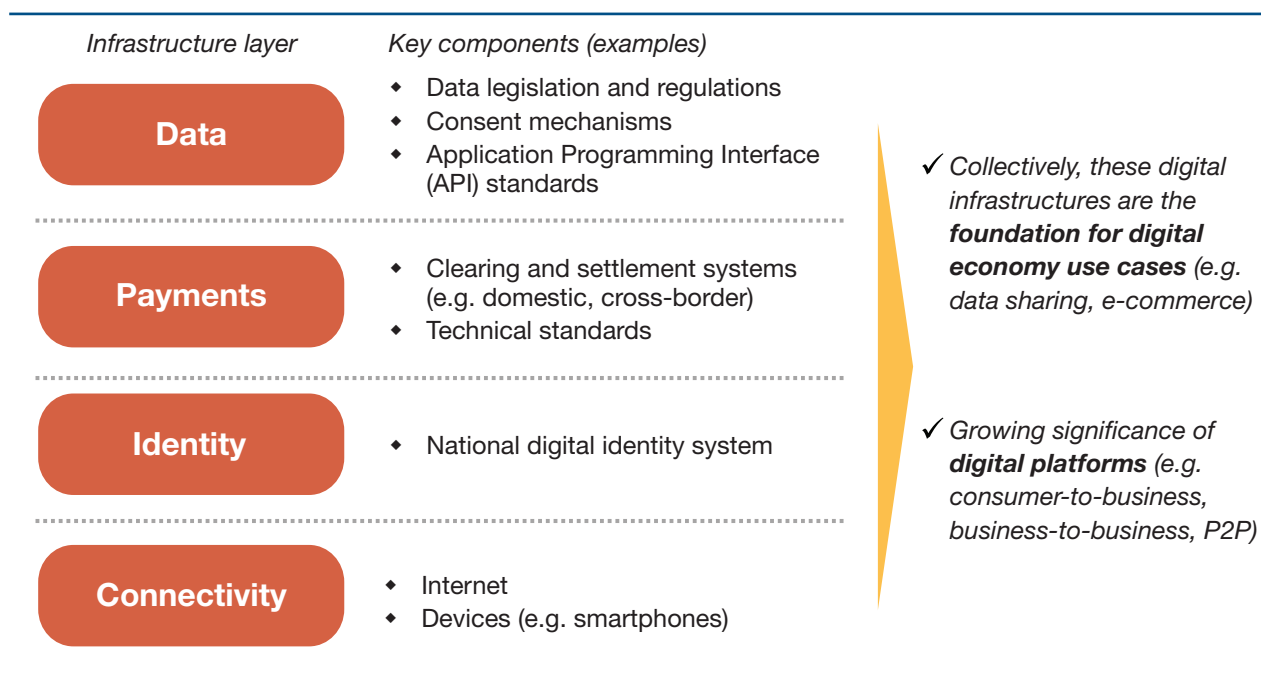 Infrastructure layer
Key components (examples)
Data
◆ Data legislation and regulations
◆ Consent mechanisms
◆ Application Programming Interface
(API) standards
Payments
◆ Clearing and settlement systems
(e.g. domestic, cross-border)
◆ Technical standards
Identity
◆ National digital identity system
Connectivity
◆ Internet
◆ Devices (e.g. smartphones)
✓ Collectively, these digital
infrastructures are the
foundation for digital
economy use cases (e.g.
data sharing, e-commerce)
✓ Growing significance of
digital platforms (e.g.
consumer-to-business,
business-to-business, P2P)